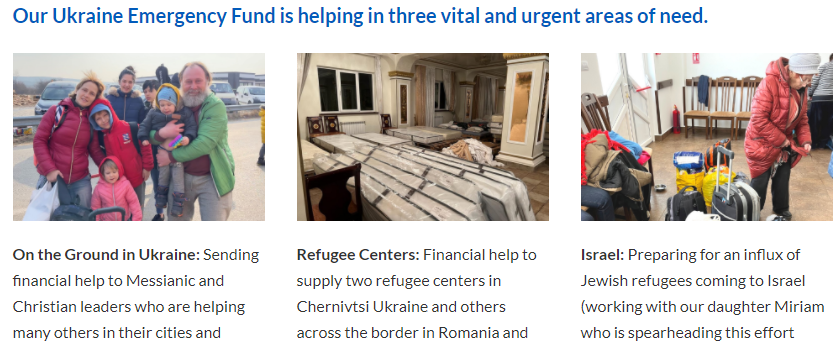 Our Ukraine Emergency Fund is helping in three vital and urgent areas of need.
On the Ground in Ukraine: Sending
financial help to Messianic and
Christian leaders who are helping
many others in their cities and
Refugee Centers: Financial help to
supply two refugee centers in
Chernivtsi Ukraine and others
across the border in Romania and
Israel: Preparing for an influx of
Jewish refugees coming to Israel
(working with our daughter Miriam
who is spearheading this effort